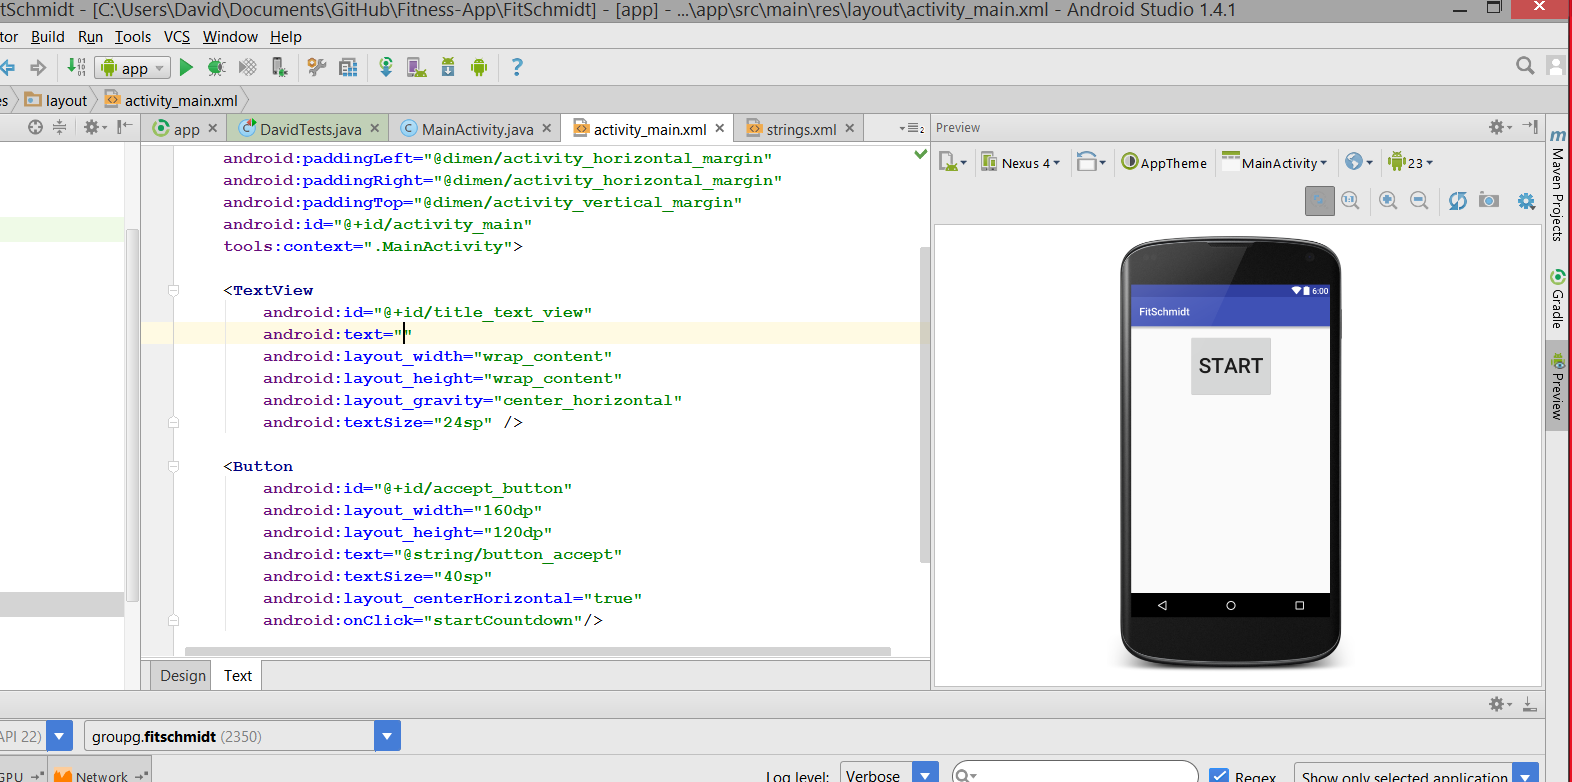 tSchmidt - [C:\Users\David\Documents\GitHub\Fitness-App\FitSchmidt] - [app] - ...\app\src\main\res\layout\activity_main.xml - Android Studio 1.4.1
tor Build Run Tools VCS Window Help
app
es layout activity_main.xml
app DavidTests.java MainActivity.java activity_main.xml strings.xml Preview
Nexus 4 AppTheme MainActivity 23
android:paddingLeft="@dimen/activity_horizontal_margin"
android:paddingRight="@dimen/activity_horizontal_margin"
android:paddingTop="@dimen/activity_vertical_margin"
android:id="@+id/activity_main"
tools:context=".MainActivity">
<TextView
android:id="@+id/title_text_view"
android:text=""
android:layout_width="wrap_content"
android:layout_height="wrap_content"
android:layout_gravity="center_horizontal"
android:textSize="24sp" />
<Button
android:id="@+id/accept_button"
android:layout_width="160dp"
android:layout_height="120dp"
android:text="@string/button_accept"
android:textSize="40sp"
android:layout_centerHorizontal="true"
android:onClick="startCountdown"/>
6:00
FitSchmidt
START
Maven Projects
Gradle
Preview
Design Text
API 22) groupg.fitschmidt (2350)
GPU Network Log level: Verbose Regex Show only selected application